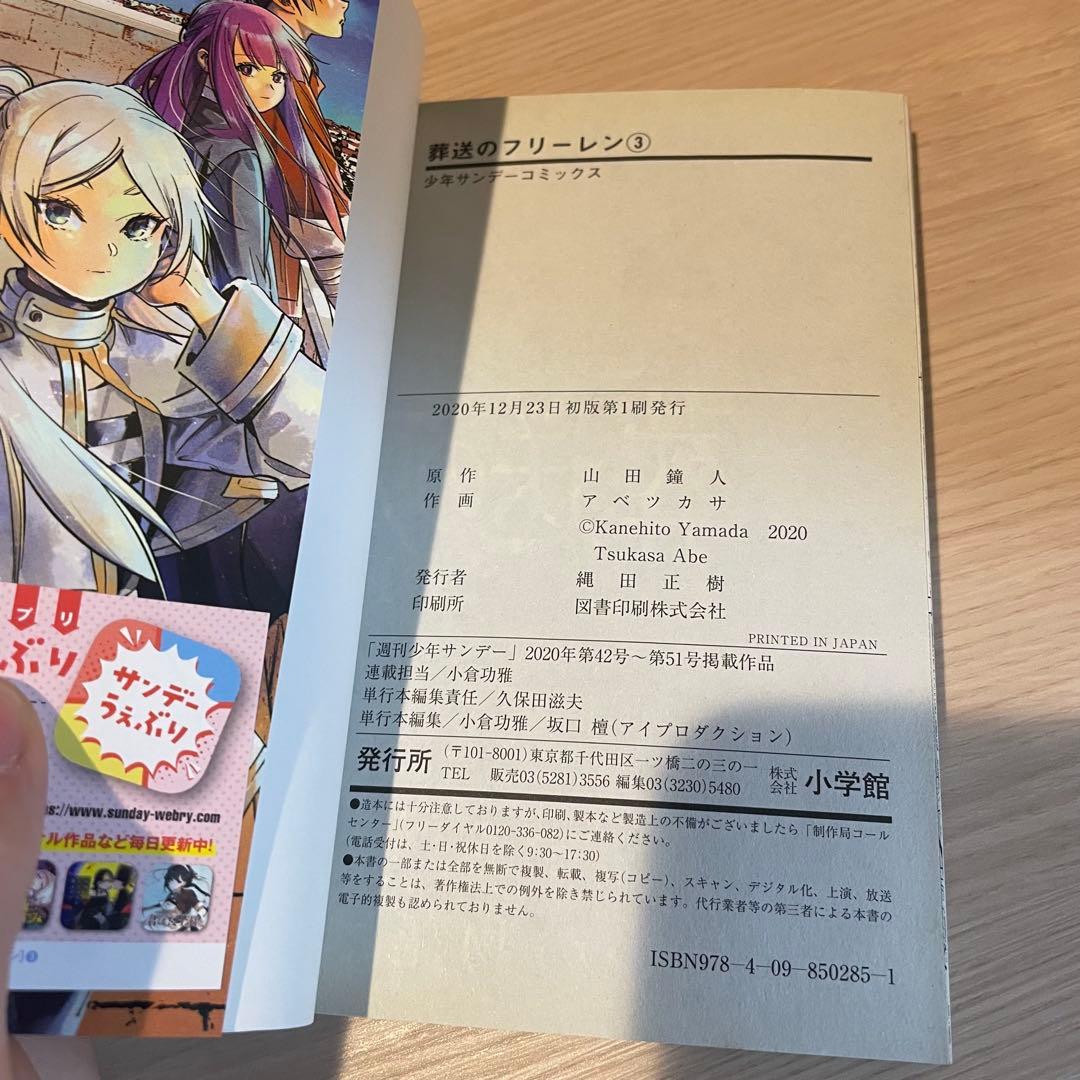 葬送のフリーレン③
少年サンデーコミックス
2020年12月23日初版第1刷発行
原作 山田鐘人
作画 アベツカサ
©Kanehito Yamada 2020
Tsukasa Abe
発行者 縄田正樹
印刷所 図書印刷株式会社
PRINTED IN JAPAN
「週刊少年サンデー」2020年第42号〜第51号掲載作品
連載担当／小倉功雅
単行本編集責任／久保田滋夫
単行本編集／小倉功雅／坂口 檀(アイプロダクション)
発行所 (〒101-8001)東京都千代田区一ツ橋二の三の一 株式会社 小学館
TEL 販売03(5281)3556 編集03(3230)5480
●造本には十分注意しておりますが、印刷、製本など製造上の不備がございましたら「制作局コール
センター」(フリーダイヤル0120-336-082)にご連絡ください。
(電話受付は、土・日・祝休日を除く9:30〜17:30)
●本書の一部または全部を無断で複製、転載、複写(コピー)、スキャン、デジタル化、上演、放送
等をすることは、著作権法上での例外を除き禁じられています。代行業者等の第三者による本書の
電子的複製も認められておりません。
ISBN978-4-09-850285-1
プリ
ぶり
サンデー
うぇぶり
s://www.sunday-webry.com
ール作品など毎日更新中!